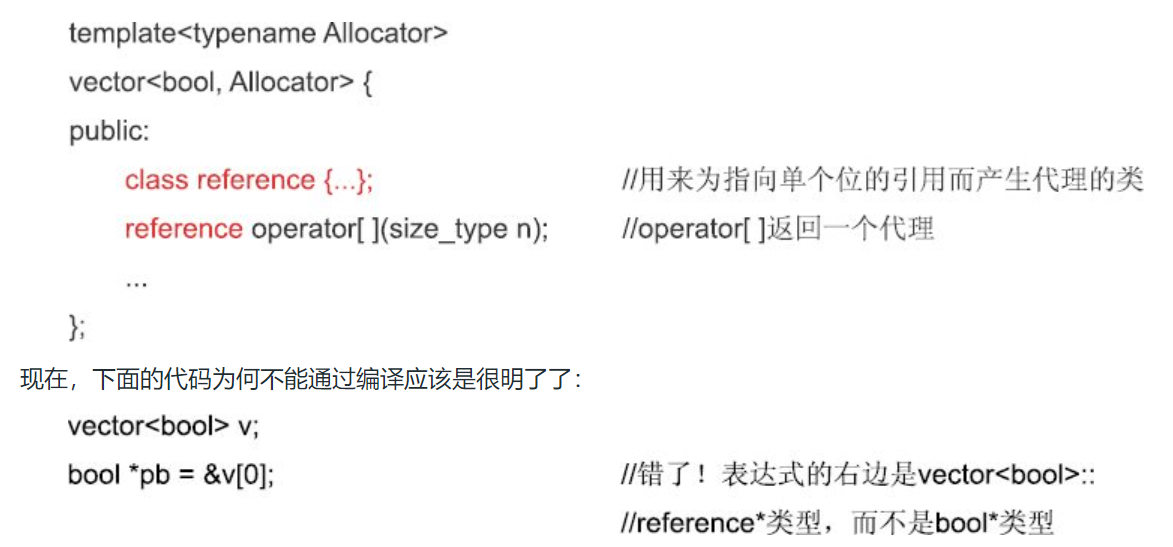 template<typename Allocator>
vector<bool, Allocator> {
public:
class reference {...}; //用来为指向单个位的引用而产生代理的类
reference operator[ ](size_type n); //operator[ ]返回一个代理
...
};
现在，下面的代码为何不能通过编译应该是很明了了：
vector<bool> v;
bool *pb = &v[0]; //错了！表达式的右边是vector<bool>::
//reference*类型，而不是bool*类型